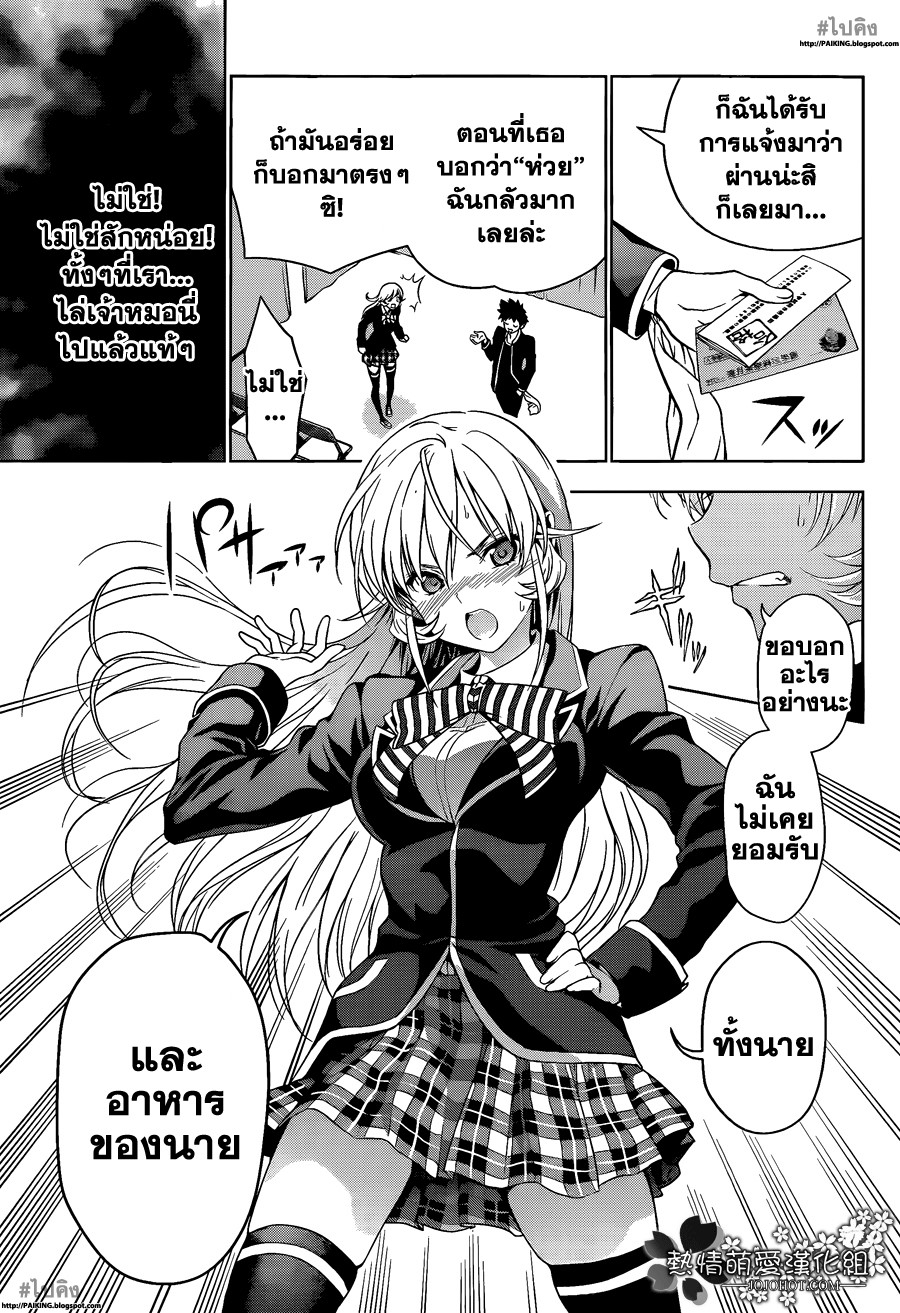 #ไปคิง
http://PAIKING.blogspot.com
ก็ฉันได้รับ
การแจ้งมาว่า
ผ่านน่ะสิ
ก็เลยมา...
スッ
ตอนที่เธอ
บอกว่า“ห่วย”
ฉันกลัวมาก
เลยล่ะ
ถ้ามันอร่อย
ก็บอกมาตรงๆ
ซิ!
ไม่ใช่
...
ไม่ใช่!
ไม่ใช่สักหน่อย!
ทั้งๆที่เรา...
ไล่เจ้าหมอนี่
ไปแล้วแท้ๆ
ขอบอก
อะไร
อย่างนะ
ฉัน
ไม่เคย
ยอมรับ
バサ
ァァァ
ทั้งนาย
และ
อาหาร
ของนาย
熱情萌愛漢化組
JOJOHOT.COM
#ไปคิง
http://PAIKING.blogspot.com